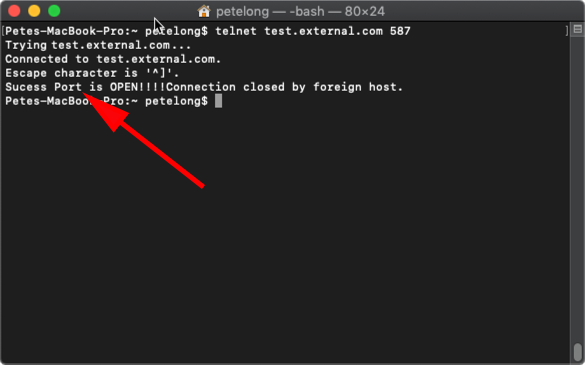 petelong — -bash — 80×24
[Petes-MacBook-Pro:~ petelong$ telnet test.external.com 587 ]
Trying test.external.com...
Connected to test.external.com.
Escape character is '^]'.
Sucess Port is OPEN!!!!Connection closed by foreign host.
Petes-MacBook-Pro:~ petelong$